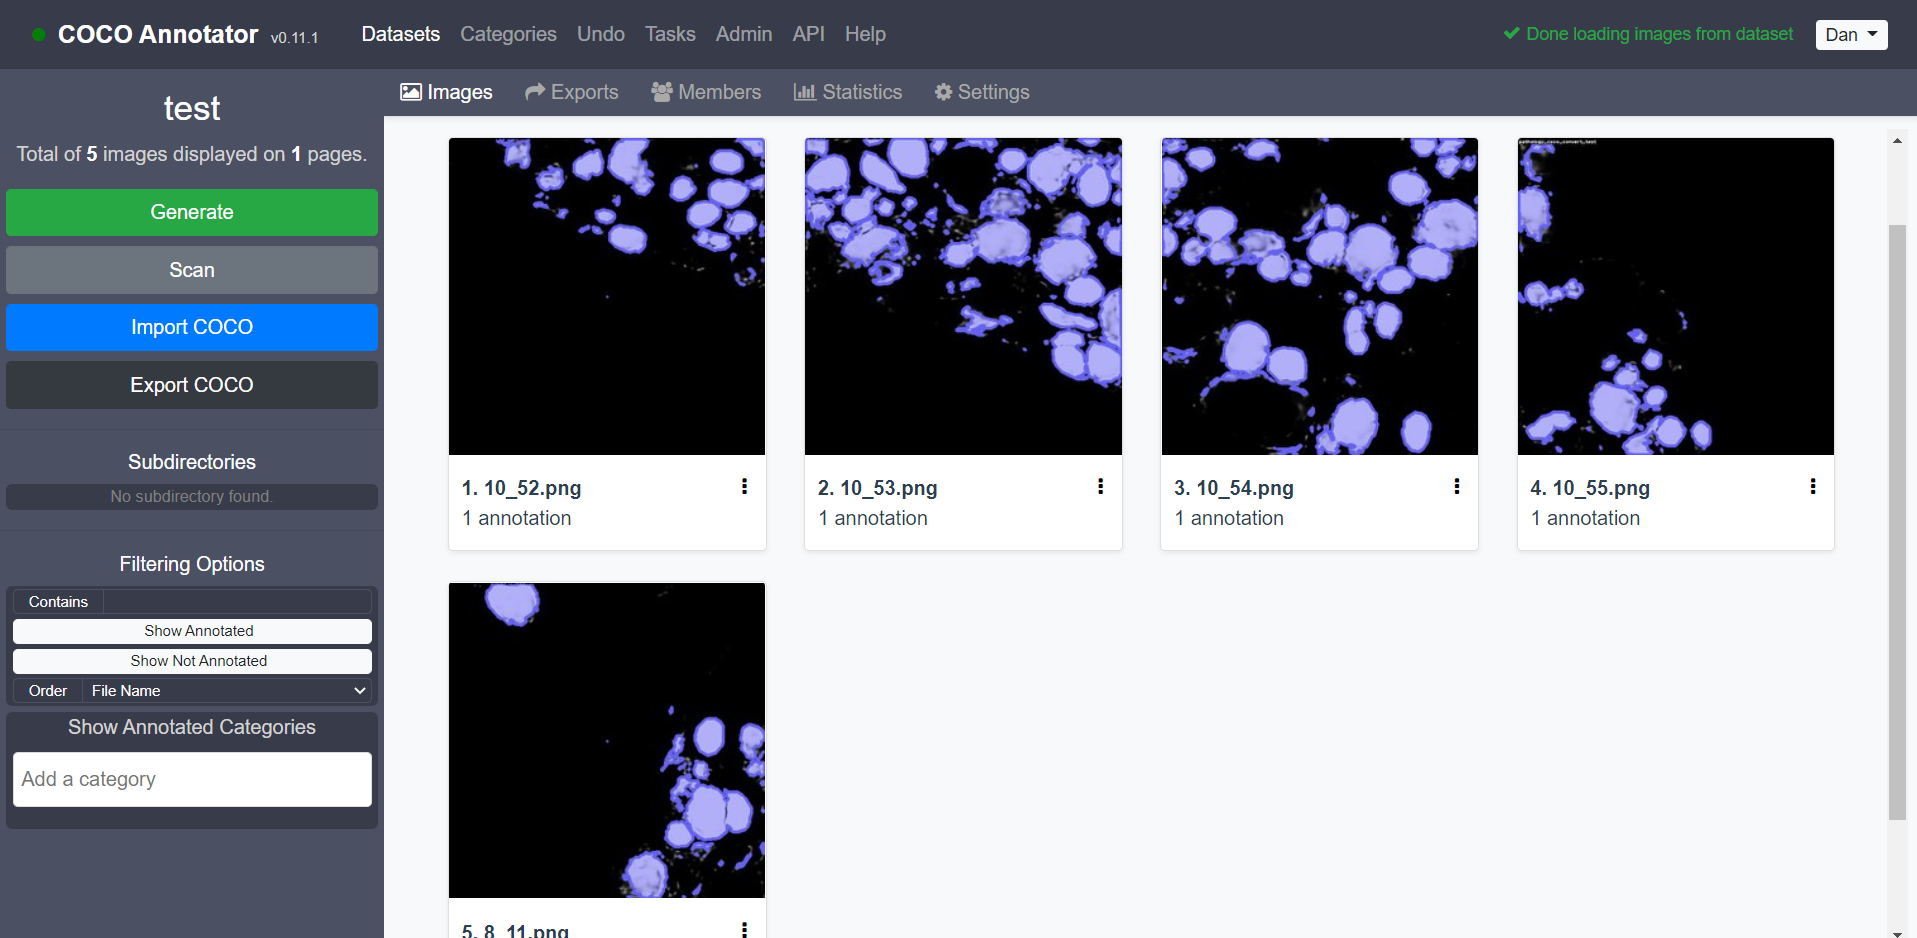 COCO Annotator v0.11.1 Datasets Categories Undo Tasks Admin API Help Done loading images from dataset Dan
Images Exports Members Statistics Settings
test
Total of 5 images displayed on 1 pages.
Generate
Scan
Import COCO
Export COCO
Subdirectories
No subdirectory found.
Filtering Options
Contains
Show Annotated
Show Not Annotated
Order File Name
Show Annotated Categories
Add a category
1. 10_52.png
1 annotation
2. 10_53.png
1 annotation
3. 10_54.png
1 annotation
4. 10_55.png
1 annotation
5. 8_11.png